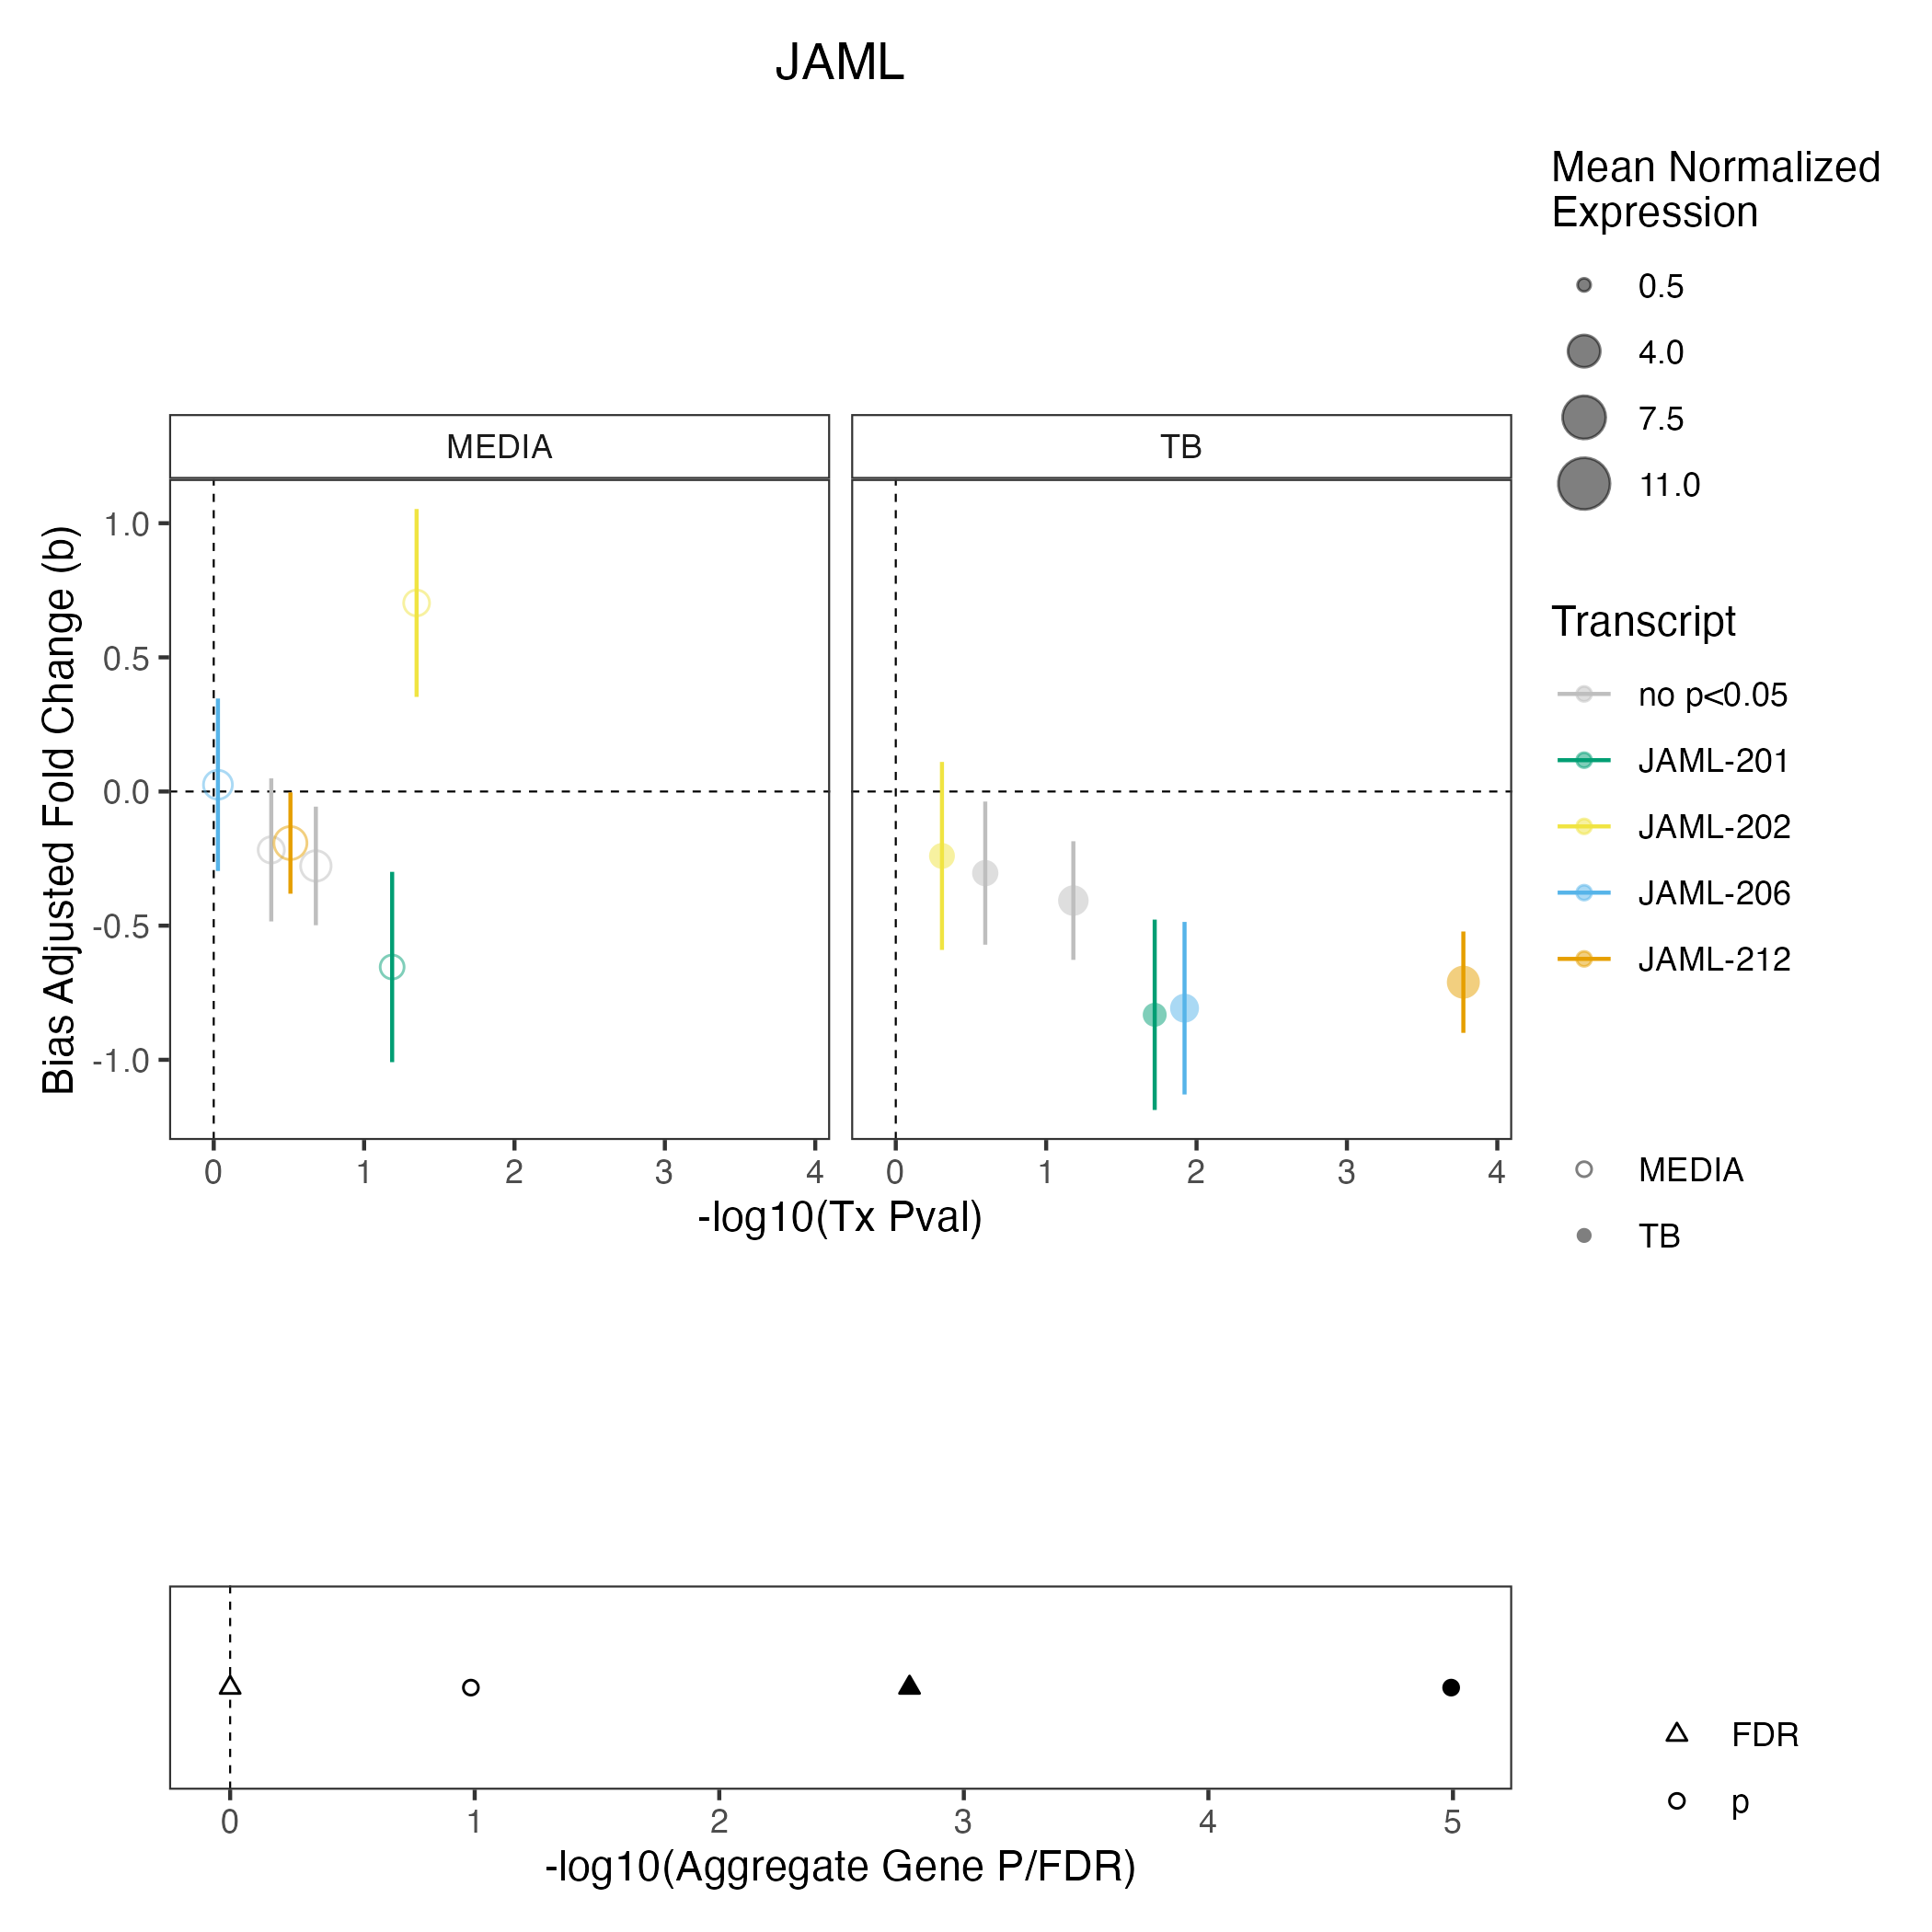 JAML
Mean Normalized
Expression
0.5
4.0
7.5
11.0
MEDIA
TB
Bias Adjusted Fold Change (b)
1.0
0.5
0.0
-0.5
-1.0
0 1 2 3 4
0 1 2 3 4
-log10(Tx Pval)
Transcript
no p<0.05
JAML-201
JAML-202
JAML-206
JAML-212
MEDIA
TB
0 1 2 3 4 5
-log10(Aggregate Gene P/FDR)
FDR
p